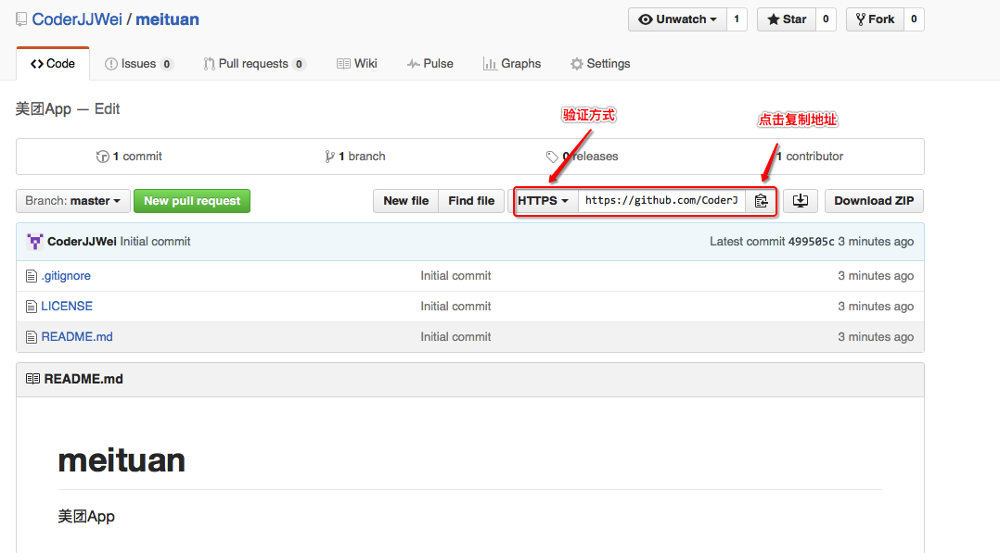 CoderJJWei / meituan
Unwatch 1 Star 0 Fork 0
Code Issues 0 Pull requests 0 Wiki Pulse Graphs Settings
美团App — Edit
验证方式
点击复制地址
1 commit 1 branch 0 releases 1 contributor
Branch: master New pull request New file Find file HTTPS https://github.com/CoderJ Download ZIP
CoderJJWei Initial commit Latest commit 499505c 3 minutes ago
.gitignore Initial commit 3 minutes ago
LICENSE Initial commit 3 minutes ago
README.md Initial commit 3 minutes ago
README.md
meituan
美团App